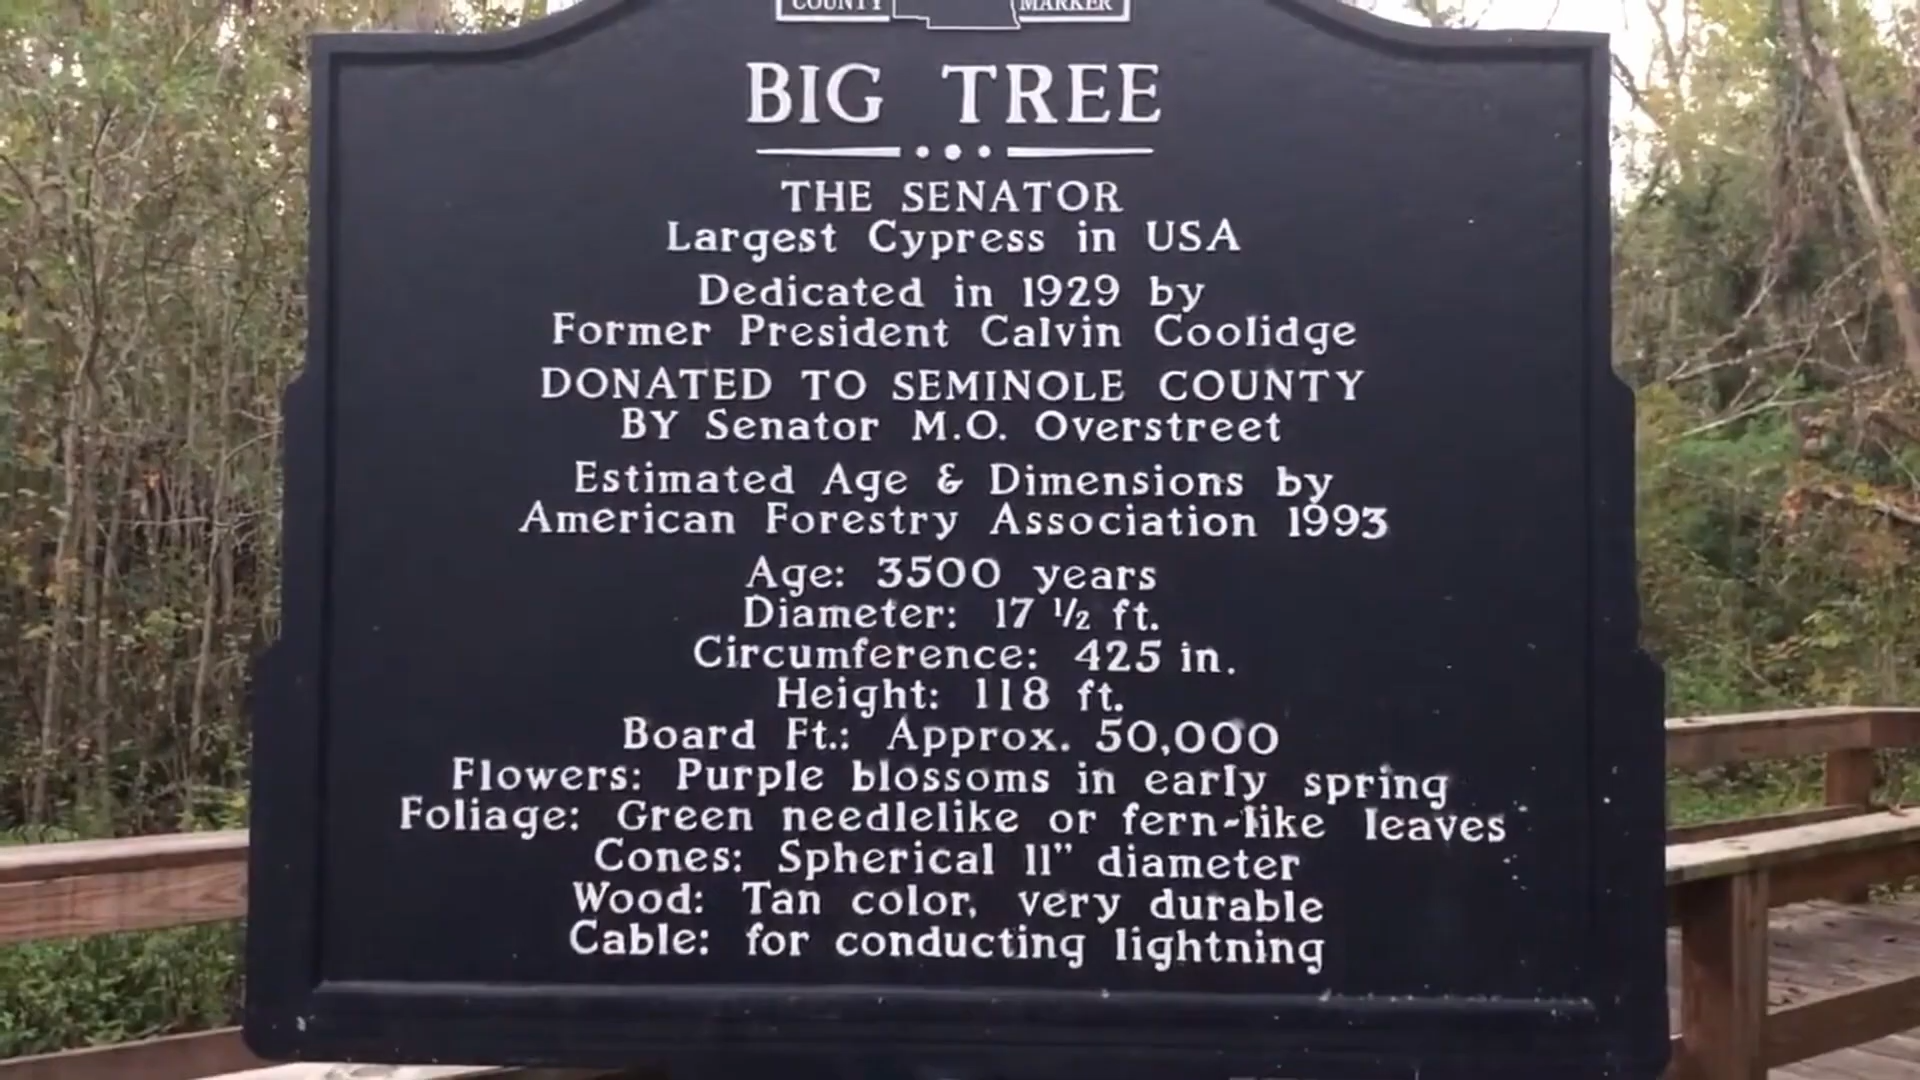 COUNTY MARKER
BIG TREE
THE SENATOR
Largest Cypress in USA
Dedicated in 1929 by
Former President Calvin Coolidge
DONATED TO SEMINOLE COUNTY
BY Senator M.O. Overstreet
Estimated Age & Dimensions by
American Forestry Association 1993
Age: 3500 years
Diameter: 17 ½ ft.
Circumference: 425 in.
Height: 118 ft.
Board Ft.: Approx. 50,000
Flowers: Purple blossoms in early spring
Foliage: Green needlelike or fern-like leaves
Cones: Spherical 11" diameter
Wood: Tan color, very durable
Cable: for conducting lightning